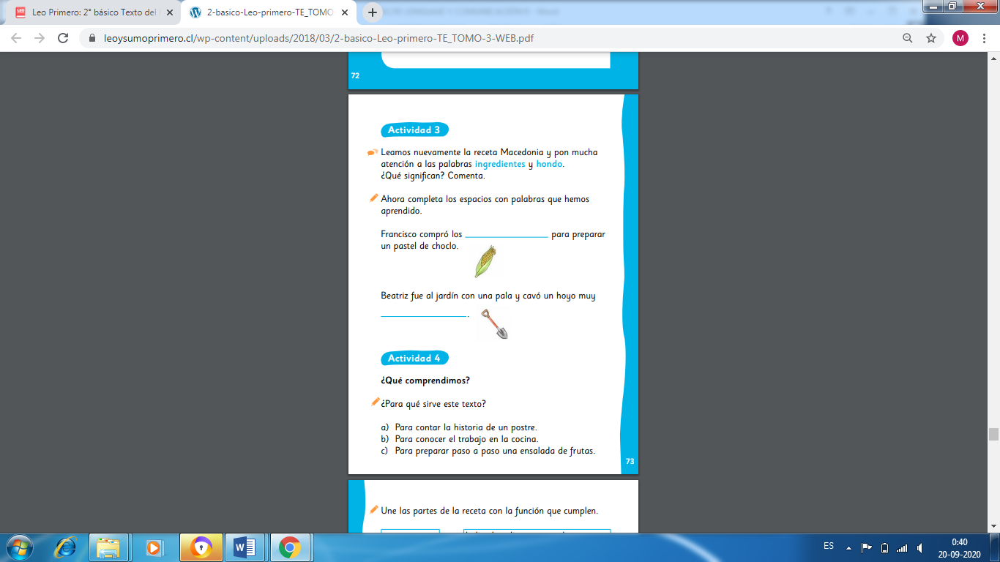 Leo Primero: 2° básico Texto del
2-basico-Leo-primero-TE_TOMO-
leoysumoprimero.cl/wp-content/uploads/2018/03/2-basico-Leo-primero-TE_TOMO-3-WEB.pdf
M
72
Actividad 3
Leamos nuevamente la receta Macedonia y pon mucha
atención a las palabras ingredientes y hondo.
¿Qué significan? Comenta.
Ahora completa los espacios con palabras que hemos
aprendido.
Francisco compró los para preparar
un pastel de choclo.
Beatriz fue al jardín con una pala y cavó un hoyo muy
.
Actividad 4
¿Qué comprendimos?
¿Para qué sirve este texto?
a) Para contar la historia de un postre.
b) Para conocer el trabajo en la cocina.
c) Para preparar paso a paso una ensalada de frutas.
73
Une las partes de la receta con la función que cumplen.
ES
0:40
20-09-2020